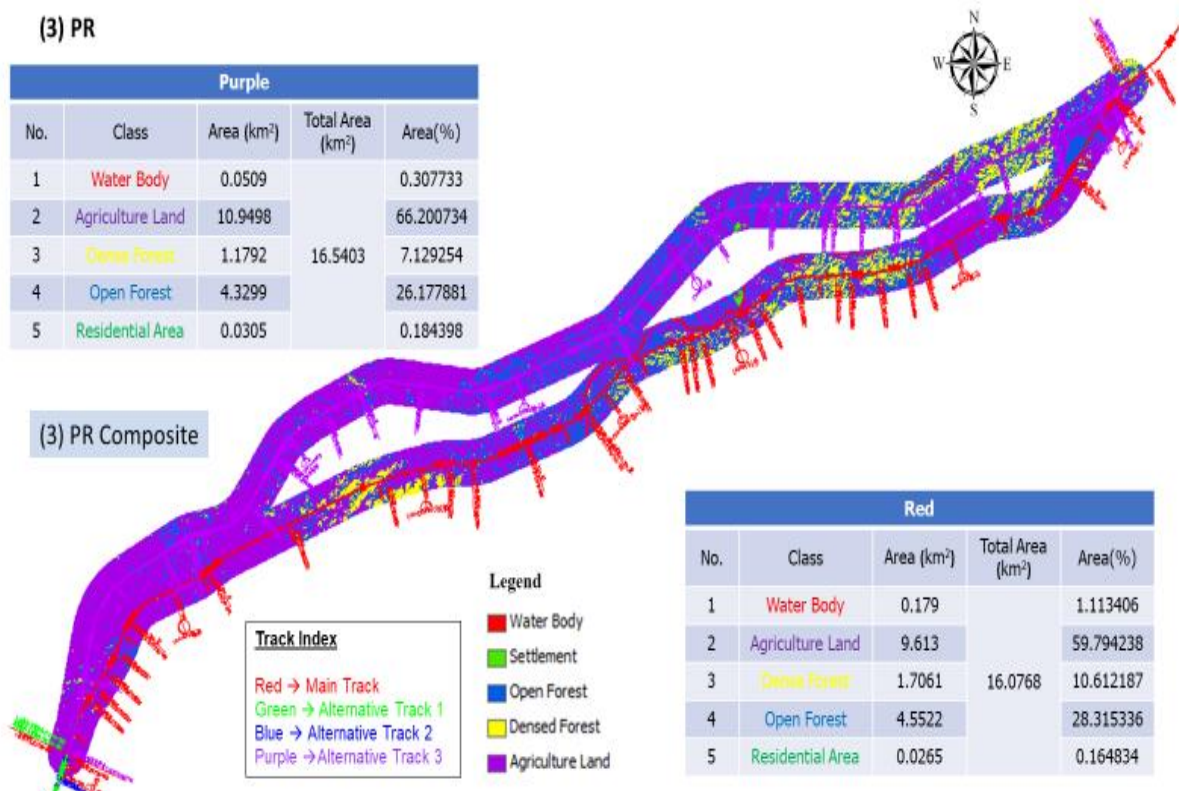 (3) PR
Purple
No. Class Area (km²) Total Area (km²) Area(%)
1 Water Body 0.0509 0.307733
2 Agriculture Land 10.9498 66.200734
3 Dense Forest 1.1792 16.5403 7.129254
4 Open Forest 4.3299 26.177881
5 Residential Area 0.0305 0.184398
N
W E
S
(3) PR Composite
Track Index
Red → Main Track
Green → Alternative Track 1
Blue → Alternative Track 2
Purple → Alternative Track 3
Legend
Water Body
Settlement
Open Forest
Densed Forest
Agriculture Land
Red
No. Class Area (km²) Total Area (km²) Area(%)
1 Water Body 0.179 1.113406
2 Agriculture Land 9.613 59.794238
3 Dense Forest 1.7061 16.0768 10.612187
4 Open Forest 4.5522 28.315336
5 Residential Area 0.0265 0.164834